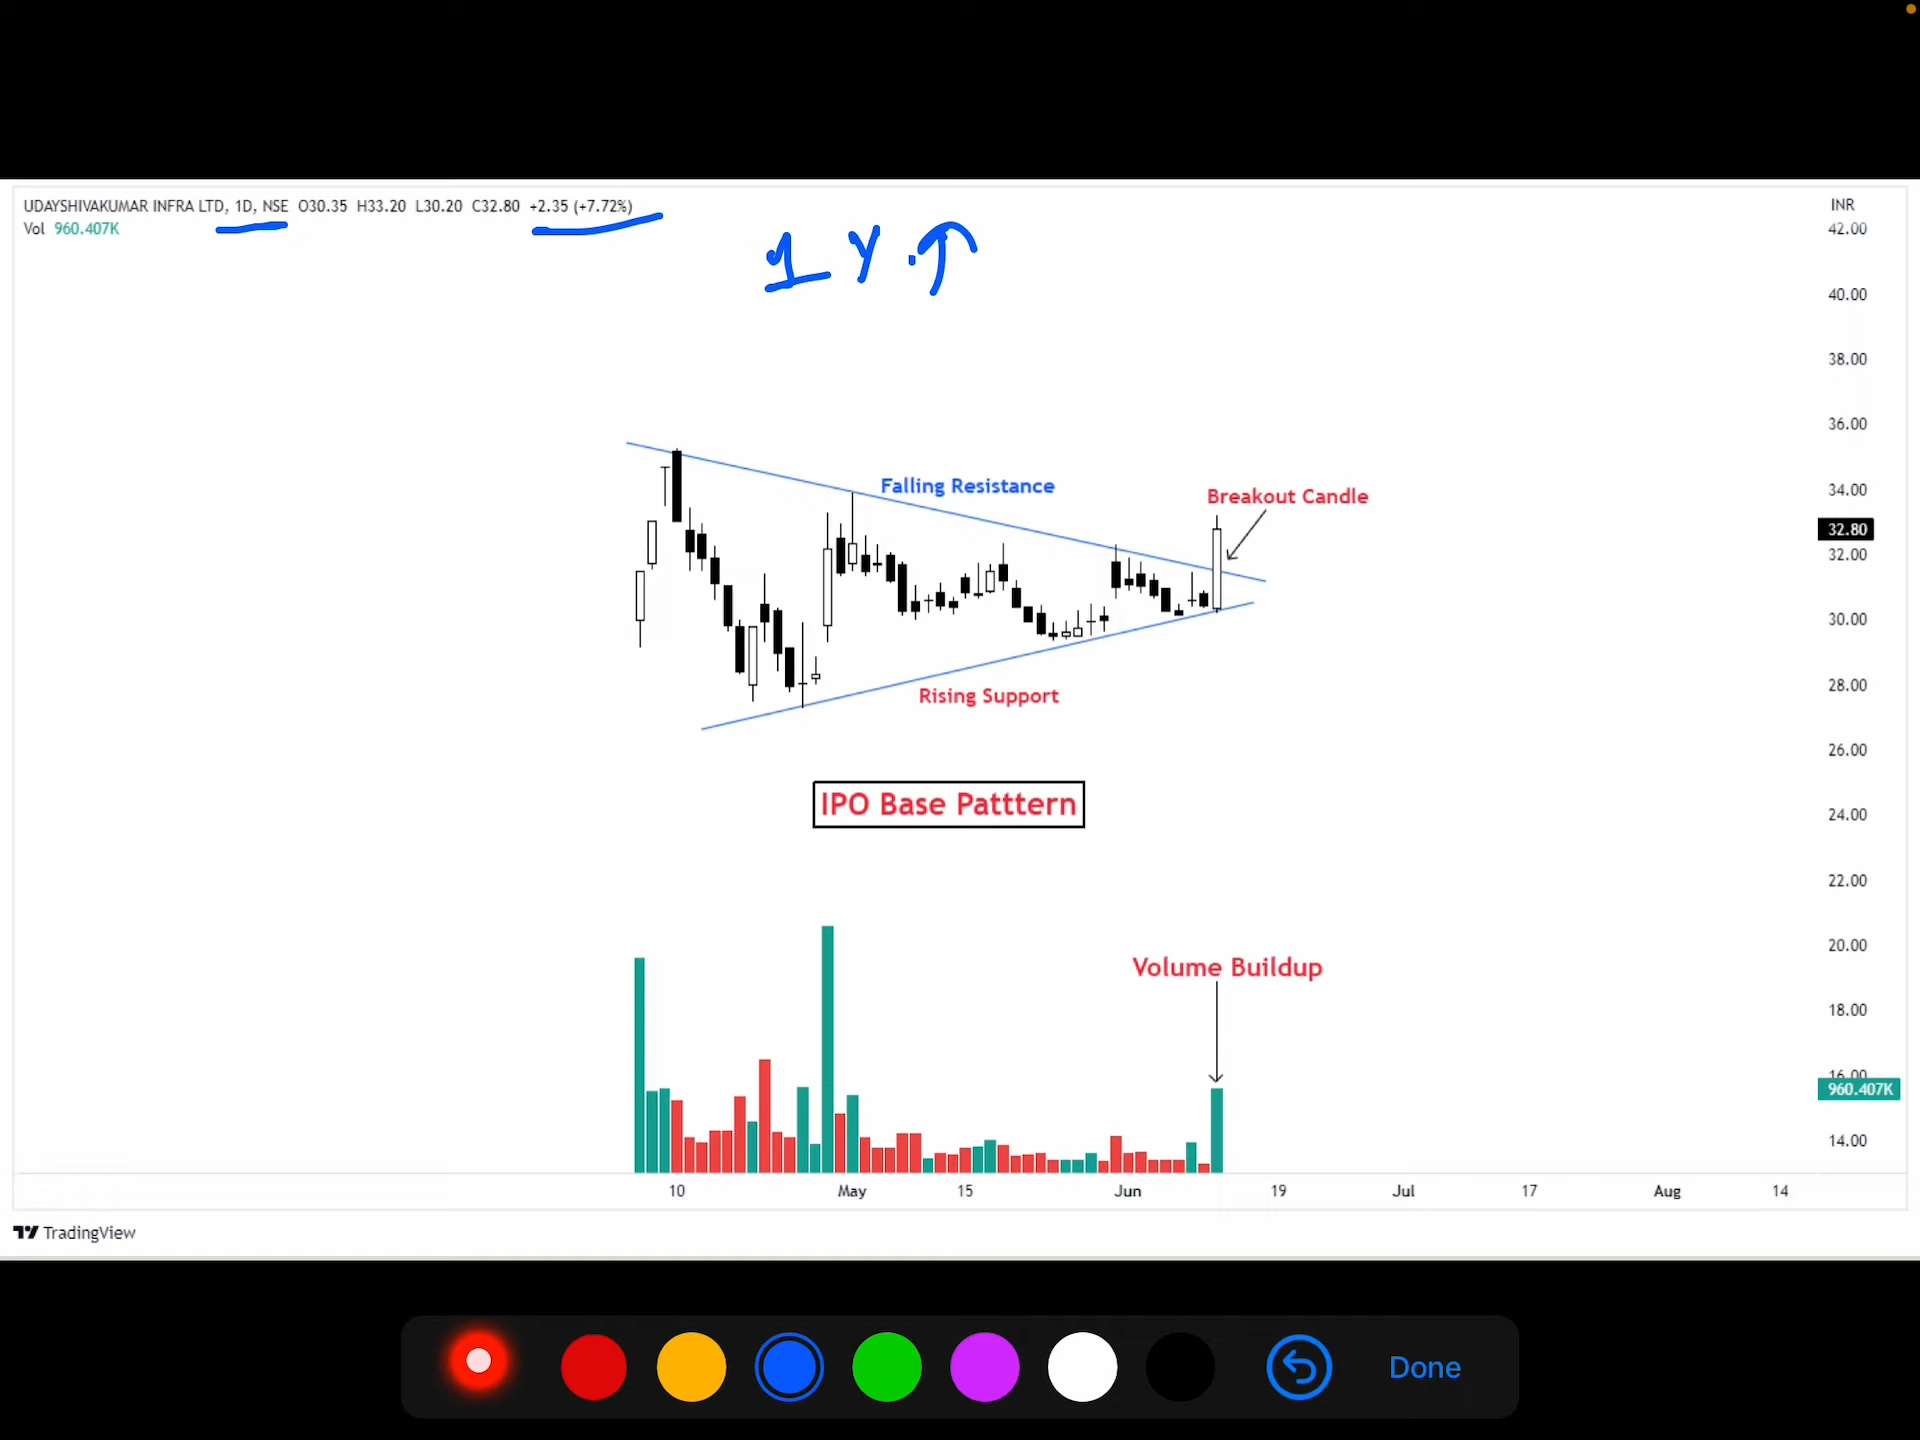 UDAYSHIVAKUMAR INFRA LTD, 1D, NSE O30.35 H33.20 L30.20 C32.80 +2.35 (+7.72%)
Vol 960.407K
1 Y ↑
INR
42.00
40.00
38.00
36.00
Falling Resistance
34.00
Breakout Candle
32.80
32.00
30.00
28.00
Rising Support
26.00
IPO Base Patttern
24.00
22.00
20.00
Volume Buildup
18.00
16.00
960.407K
14.00
10 May 15 Jun 19 Jul 17 Aug 14
TradingView
Done